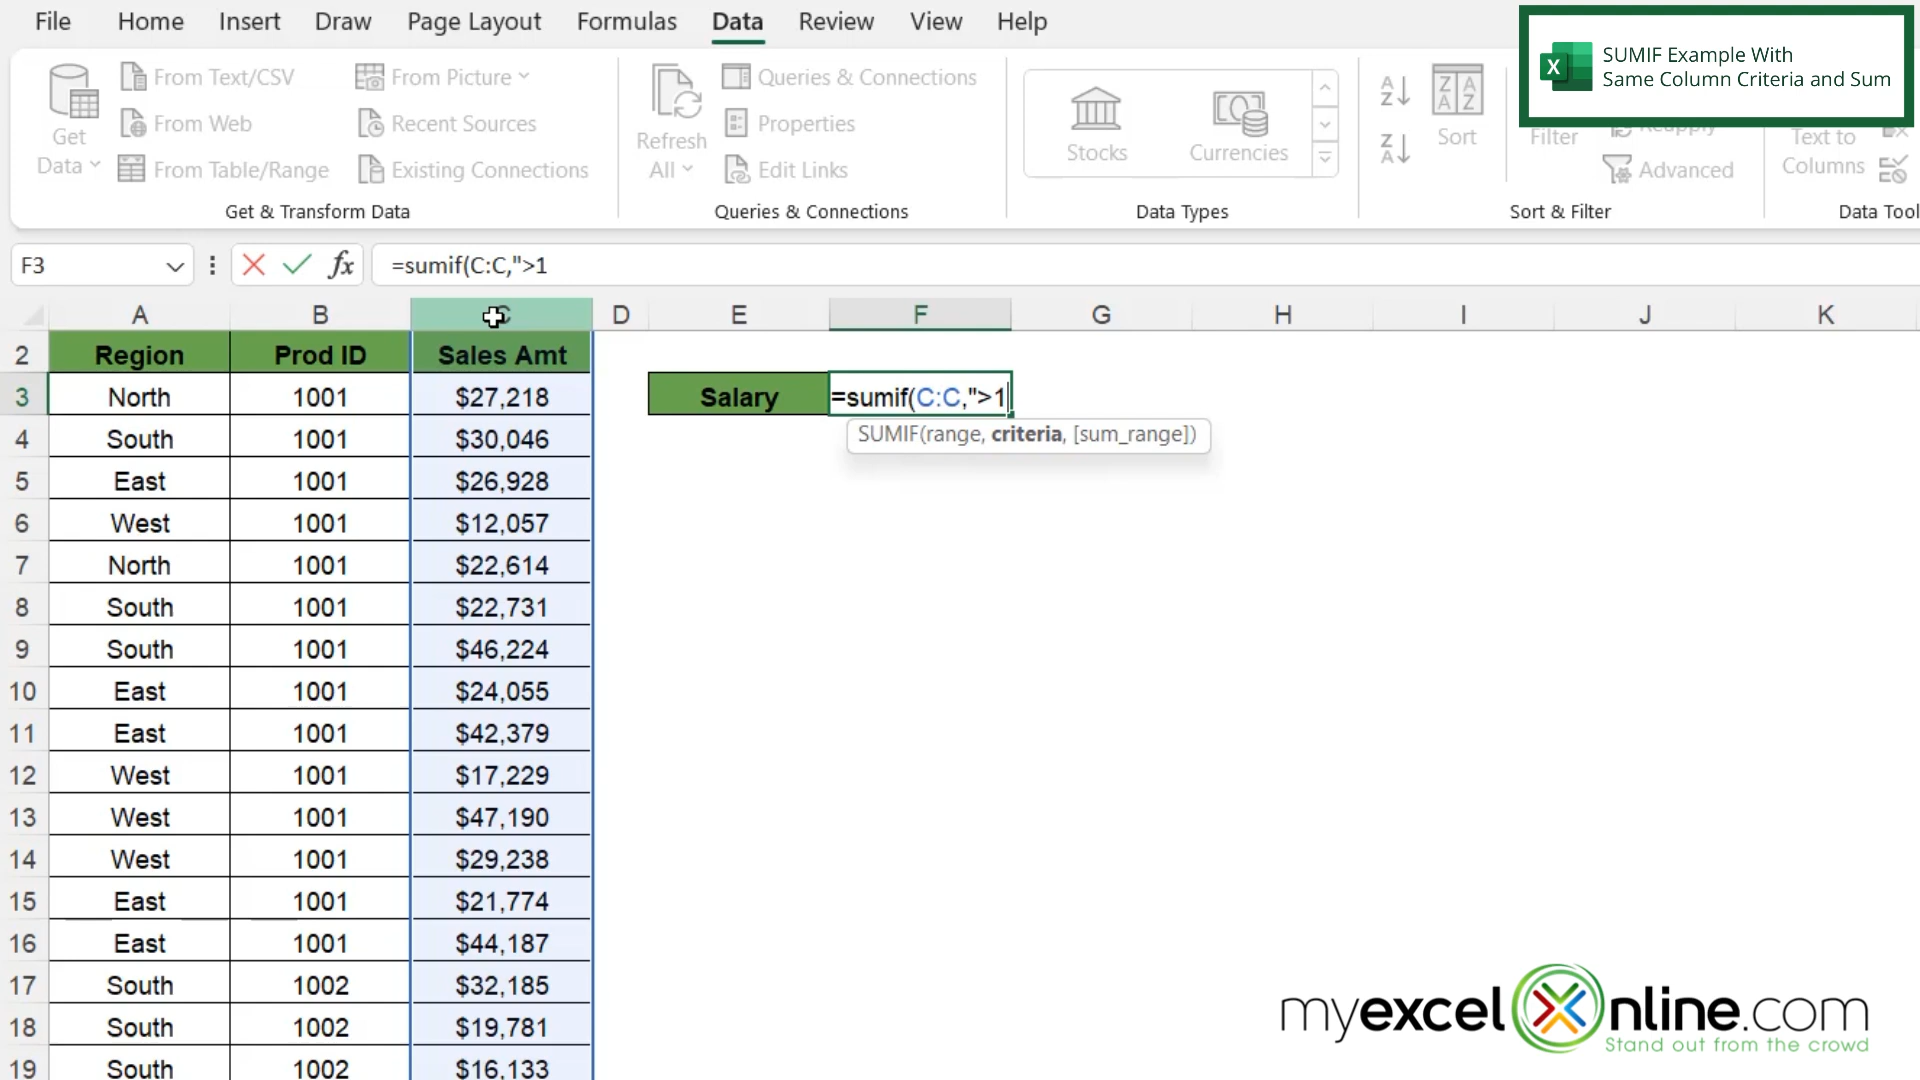 File Home Insert Draw Page Layout Formulas Data Review View Help
SUMIF Example With
Same Column Criteria and Sum
Get
Data
From Text/CSV
From Web
From Table/Range
From Picture
Recent Sources
Existing Connections
Get & Transform Data
Refresh
All
Queries & Connections
Properties
Edit Links
Queries & Connections
Stocks
Currencies
Data Types
Sort
Filter
Reapply
Advanced
Sort & Filter
Text to
Columns
Data Tool
F3 fx =sumif(C:C,">1
A B C D E F G H I J K
2 Region Prod ID Sales Amt
3 North 1001 $27,218 Salary =sumif(C:C,">1
SUMIF(range, criteria, [sum_range])
4 South 1001 $30,046
5 East 1001 $26,928
6 West 1001 $12,057
7 North 1001 $22,614
8 South 1001 $22,731
9 South 1001 $46,224
10 East 1001 $24,055
11 East 1001 $42,379
12 West 1001 $17,229
13 West 1001 $47,190
14 West 1001 $29,238
15 East 1001 $21,774
16 East 1001 $44,187
17 South 1002 $32,185
18 South 1002 $19,781
19 South 1002 $16,133
myexcelonline.com
Stand out from the crowd